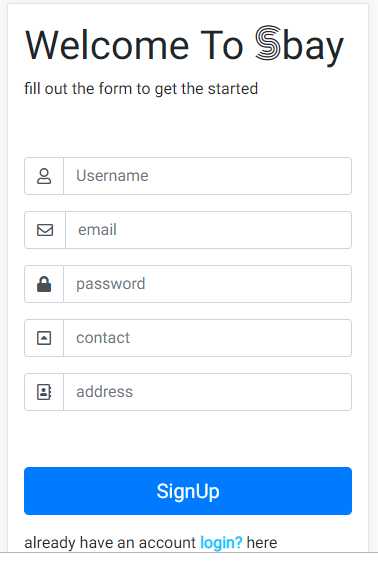 Welcome To Sbay
fill out the form to get the started
Username
email
password
contact
address
SignUp
already have an account login? here